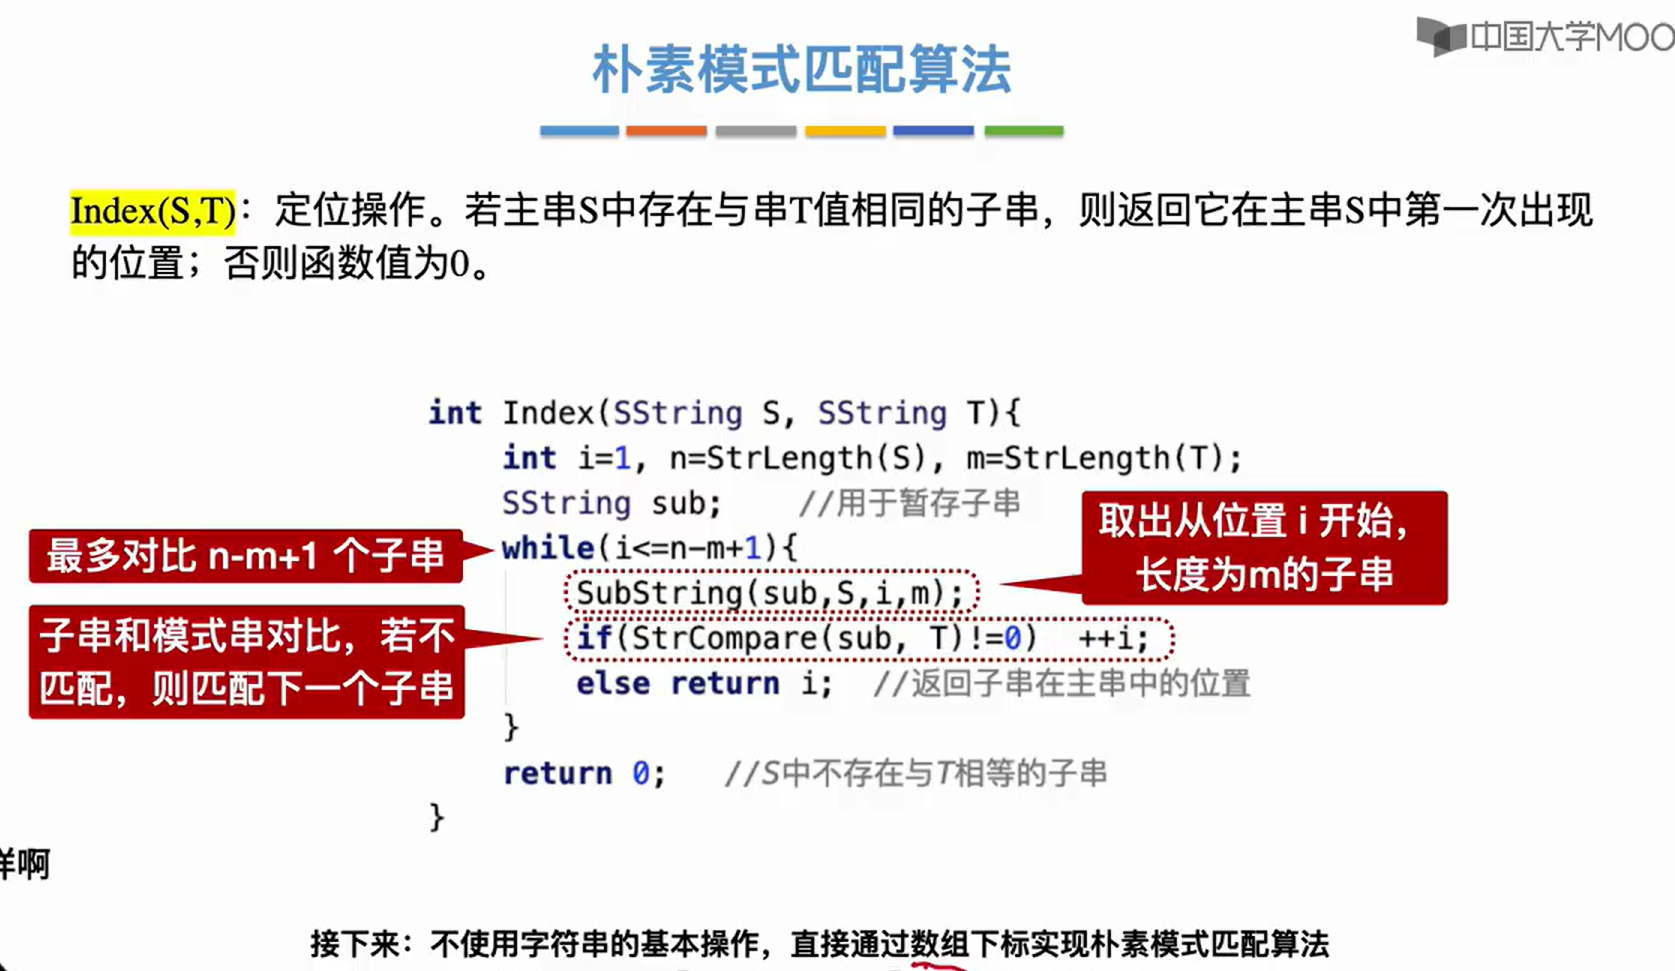 中国大学MOO
朴素模式匹配算法
Index(S,T)：定位操作。若主串S中存在与串T值相同的子串，则返回它在主串S中第一次出现
的位置；否则函数值为0。
int Index(SString S, SString T){
int i=1, n=StrLength(S), m=StrLength(T);
SString sub; //用于暂存子串
取出从位置 i 开始，
长度为m的子串
最多对比 n-m+1 个子串
while(i<=n-m+1){
SubString(sub,S,i,m);
子串和模式串对比，若不
匹配，则匹配下一个子串
if(StrCompare(sub, T)!=0) ++i;
else return i; //返回子串在主串中的位置
}
return 0; //S中不存在与T相等的子串
}
样啊
接下来：不使用字符串的基本操作，直接通过数组下标实现朴素模式匹配算法